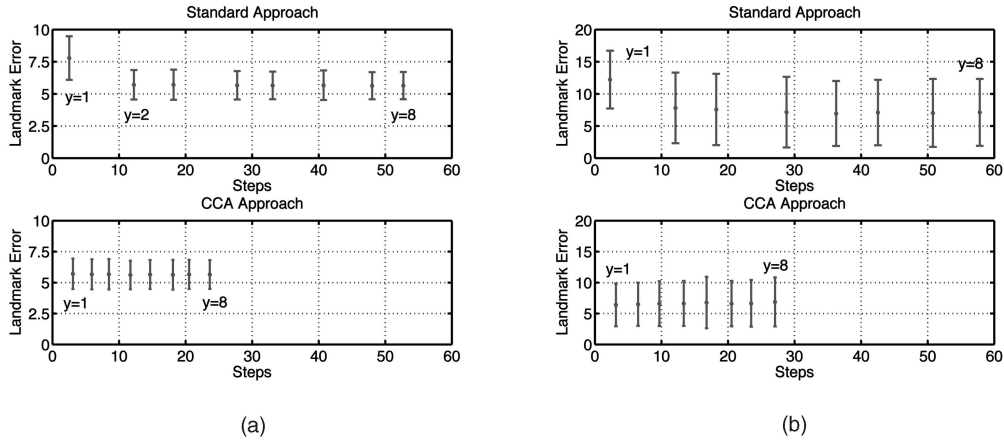 Standard Approach
Landmark Error
10
7.5
5
2.5
0
y=1
y=2
y=8
0 10 20 30 40 50 60
Steps
CCA Approach
Landmark Error
10
7.5
5
2.5
0
y=1
y=8
0 10 20 30 40 50 60
Steps
(a)
Standard Approach
Landmark Error
20
15
10
5
0
y=1
y=8
0 10 20 30 40 50 60
Steps
CCA Approach
Landmark Error
20
15
10
5
0
y=1
y=8
0 10 20 30 40 50 60
Steps
(b)